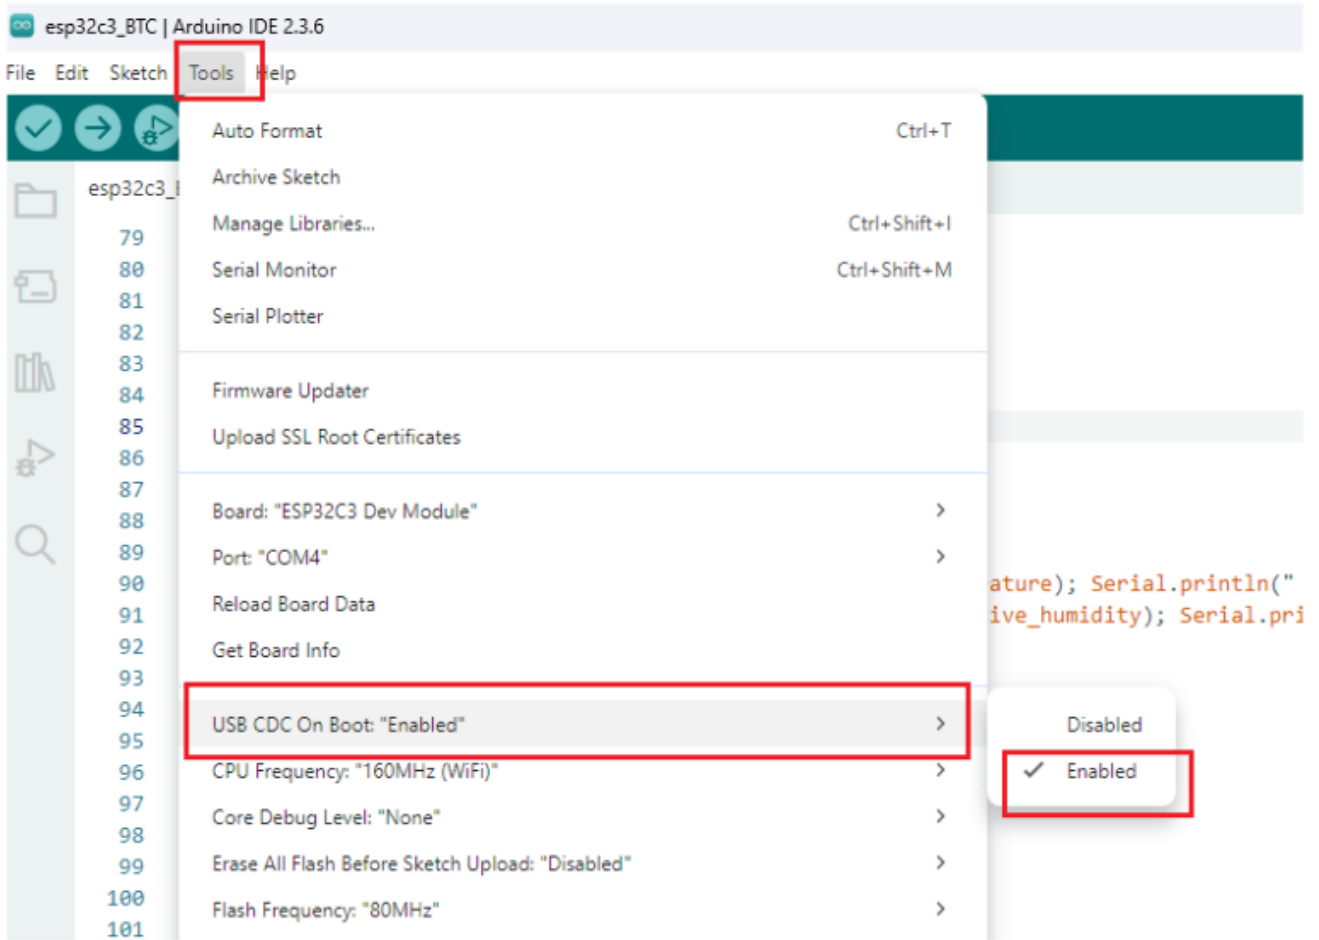 esp32c3_BTC | Arduino IDE 2.3.6
File Edit Sketch Tools Help
Auto Format Ctrl+T
Archive Sketch
esp32c3_
Manage Libraries... Ctrl+Shift+I
79
80 Serial Monitor Ctrl+Shift+M
81
Serial Plotter
82
83
84 Firmware Updater
85
Upload SSL Root Certificates
86
87
88 Board: "ESP32C3 Dev Module"
89 Port: "COM4"
90 ature); Serial.println("
91 Reload Board Data ive_humidity); Serial.pri
92 Get Board Info
93
94 USB CDC On Boot: "Enabled" Disabled
95
96 CPU Frequency: "160MHz (WiFi)" Enabled
97
Core Debug Level: "None"
98
99 Erase All Flash Before Sketch Upload: "Disabled"
100
Flash Frequency: "80MHz"
101